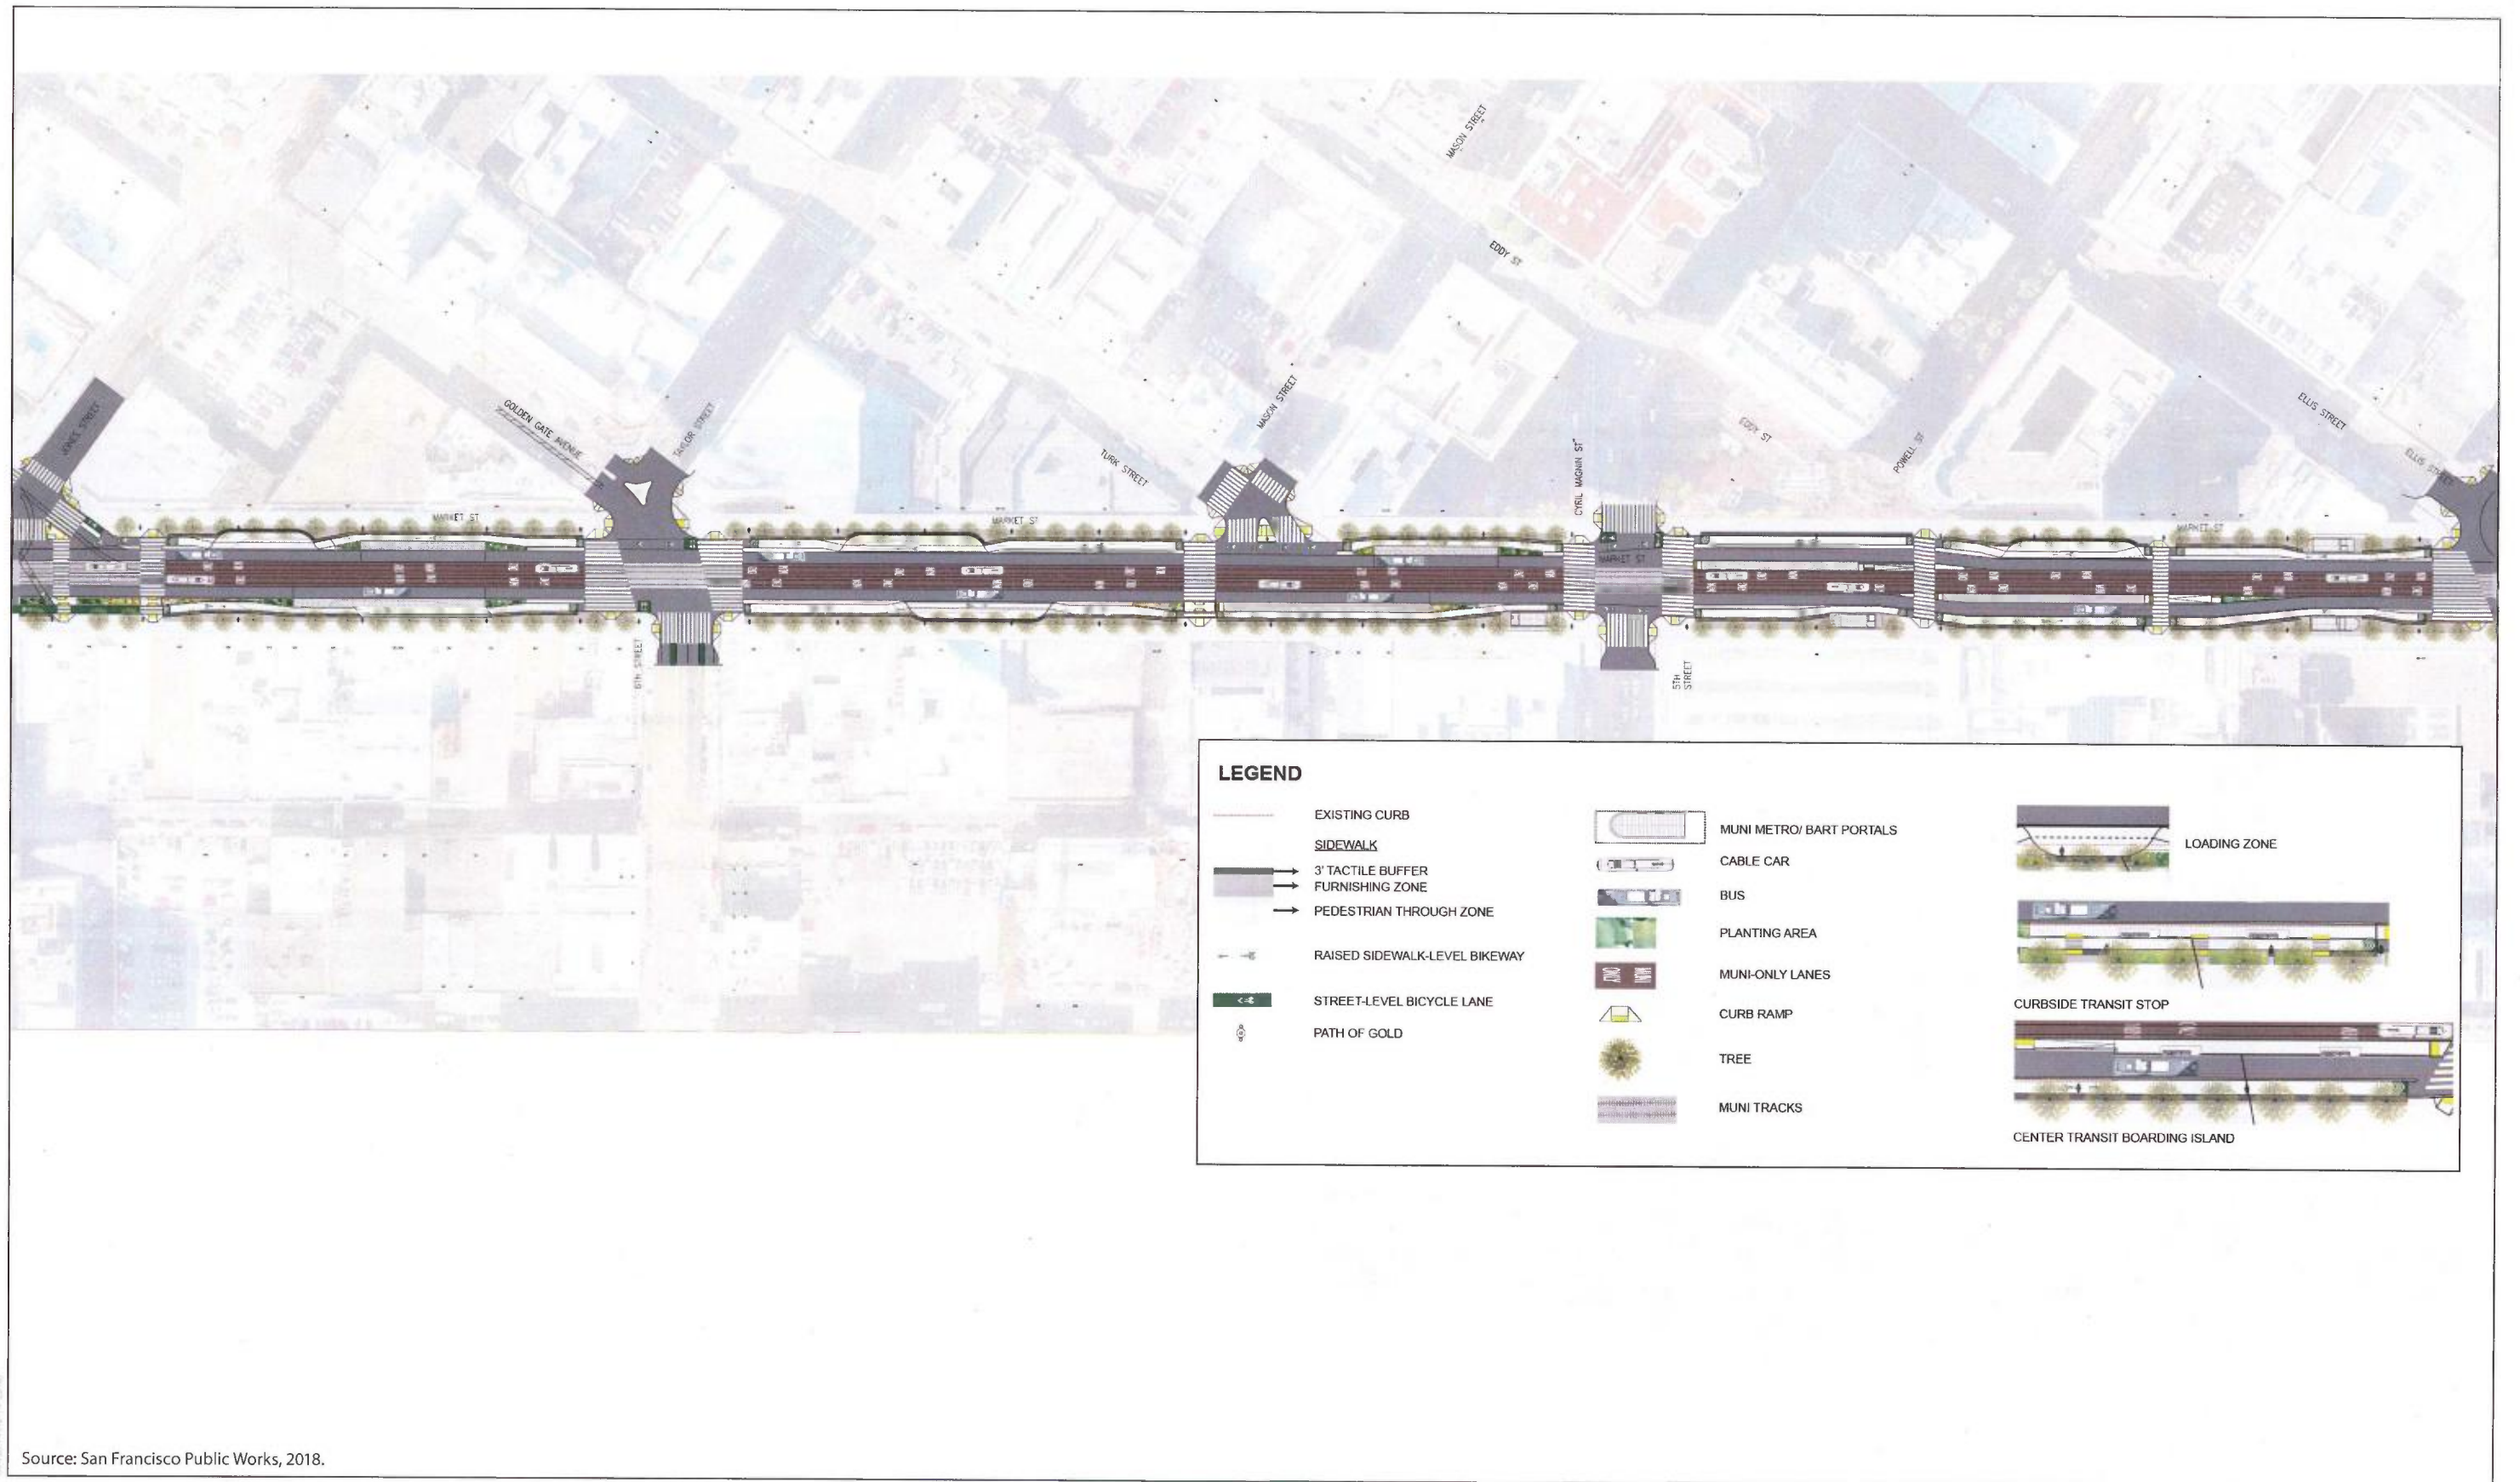 MASON STREET
EDDY ST
JONES STREET
GOLDEN GATE AVENUE
TAYLOR STREET
TURK STREET
MASON STREET
CYRIL MAGNIN ST
EDDY ST
POWELL ST
ELLIS STREET
ELLIS STREET
MARKET ST
MARKET ST
MARKET ST
MARKET ST
6TH STREET
5TH
STREET
LEGEND
EXISTING CURB
SIDEWALK
3' TACTILE BUFFER
FURNISHING ZONE
PEDESTRIAN THROUGH ZONE
RAISED SIDEWALK-LEVEL BIKEWAY
STREET-LEVEL BICYCLE LANE
PATH OF GOLD
MUNI METRO/ BART PORTALS
CABLE CAR
BUS
PLANTING AREA
ONLY MUNI
MUNI-ONLY LANES
CURB RAMP
TREE
MUNI TRACKS
LOADING ZONE
CURBSIDE TRANSIT STOP
CENTER TRANSIT BOARDING ISLAND
Source: San Francisco Public Works, 2018.